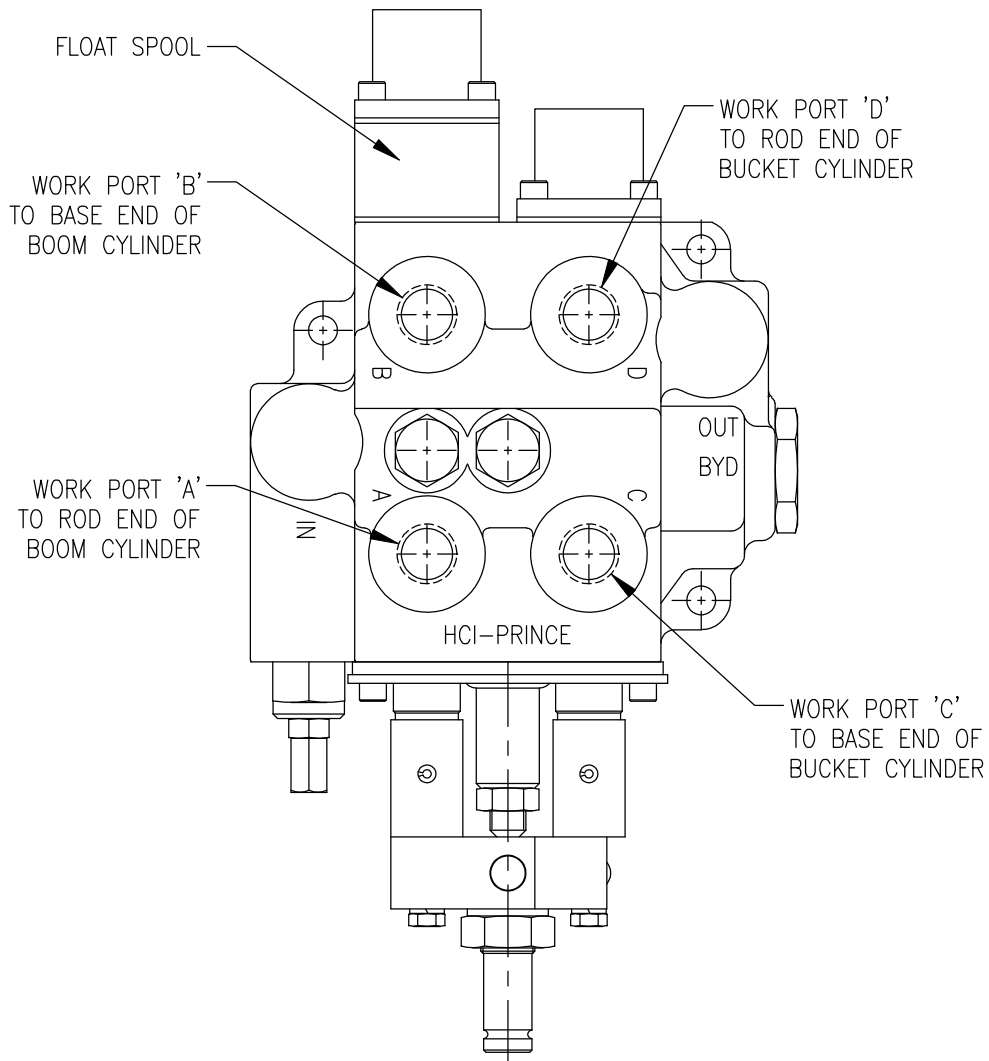 FLOAT SPOOL
WORK PORT 'D'
TO ROD END OF
BUCKET CYLINDER
WORK PORT 'B'
TO BASE END OF
BOOM CYLINDER
B
D
OUT
BYD
WORK PORT 'A'
TO ROD END OF
BOOM CYLINDER
A
C
IN
HCI-PRINCE
WORK PORT 'C'
TO BASE END OF
BUCKET CYLINDER